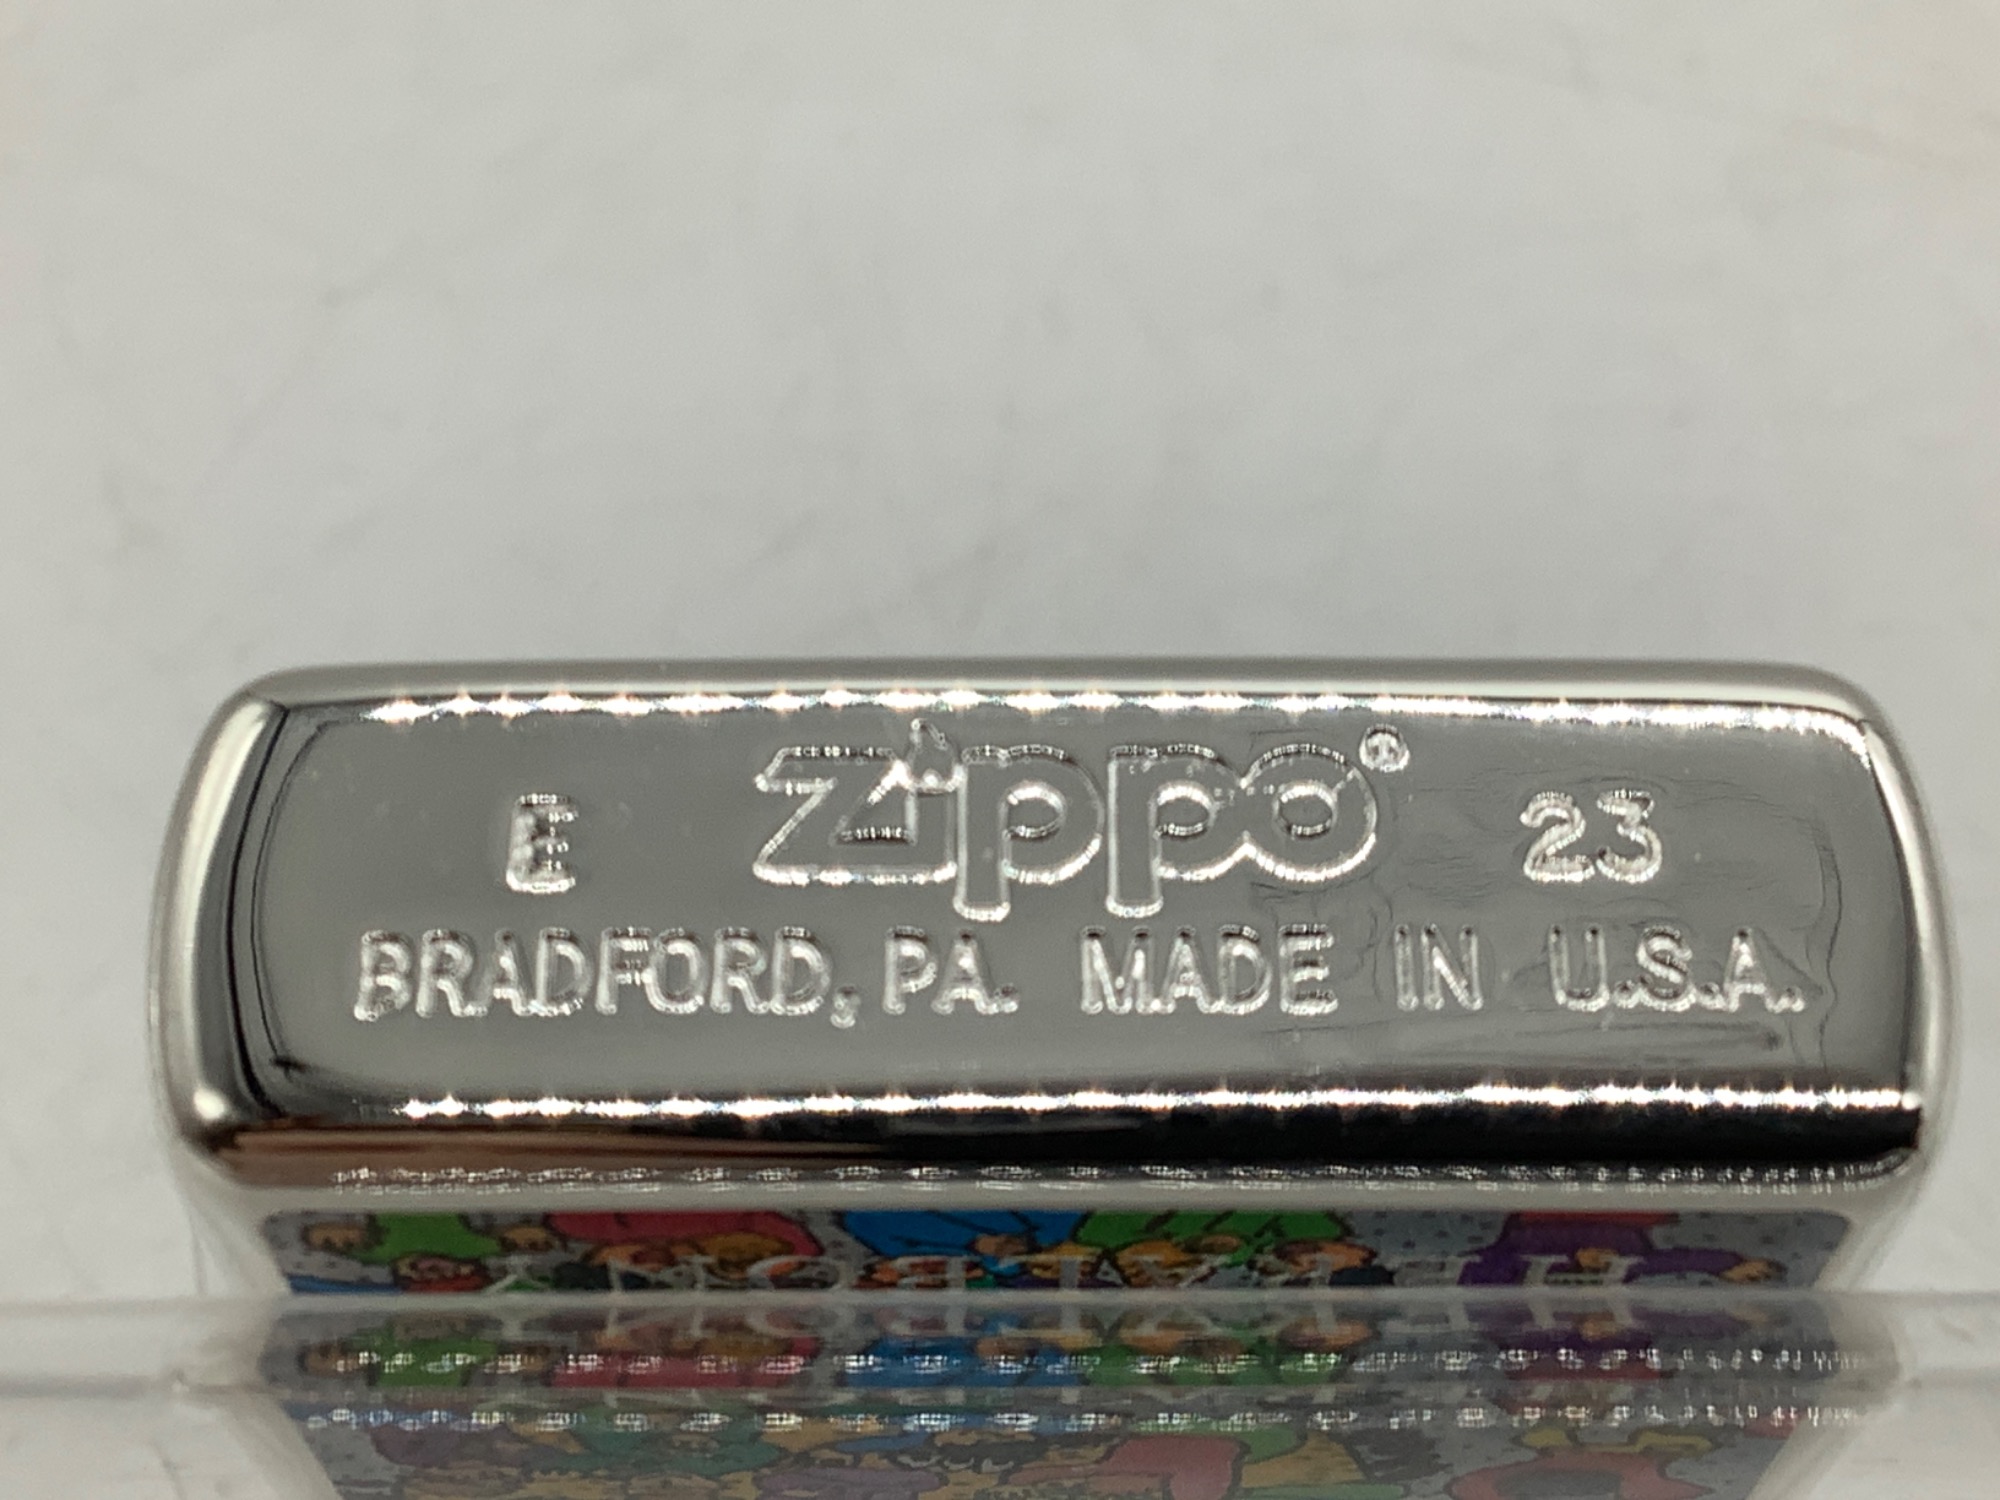 E Zippo® 23
BRADFORD, PA. MADE IN U.S.A.